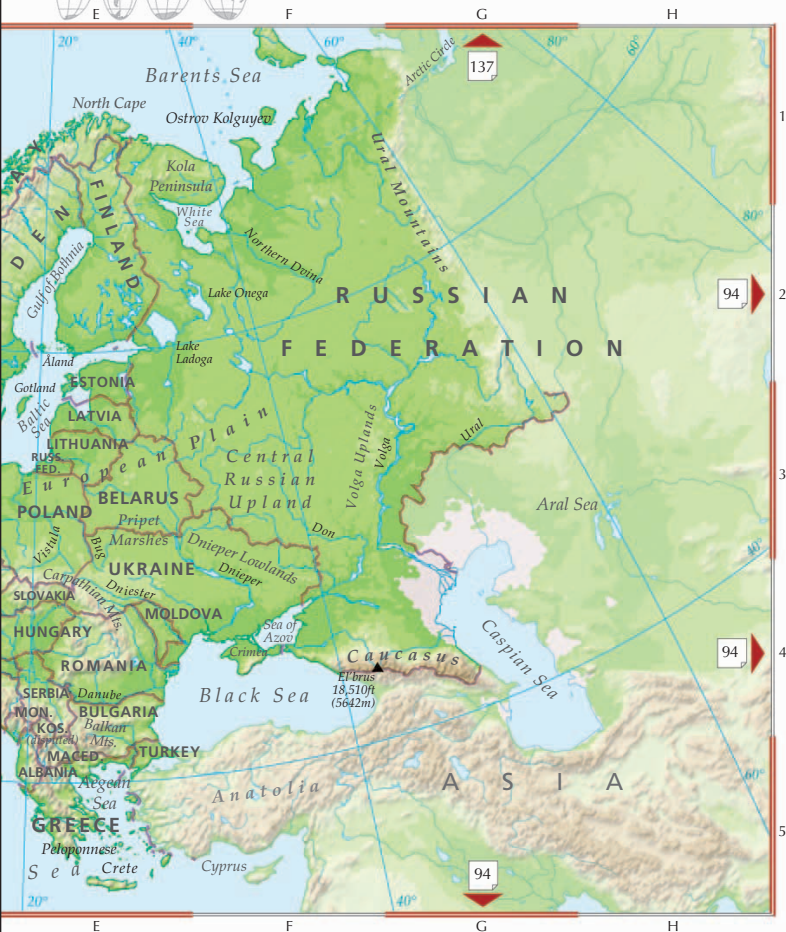 E F G H
20° 40° 60° 80° 60°
Arctic Circle
137
Barents Sea
North Cape
Ostrov Kolguyev
1
Ural Mountains
Kola
Peninsula
White
Sea
A Y
FINLAND
D E N
80°
Gulf of Bothnia
Northern Dvina
Lake Onega
RUSSIAN
94
2
FEDERATION
Lake
Ladoga
Åland
Gotland
ESTONIA
Baltic
Sea
LATVIA
LITHUANIA
RUSS.
FED.
European Plain
Central
Russian
Upland
Volga Uplands
Volga
Ural
3
BELARUS
POLAND
Pripet
Marshes
Aral Sea
Don
Vistula
Bug
Dnieper Lowlands
Dnieper
40°
UKRAINE
Carpathian Mts.
Dniester
SLOVAKIA
MOLDOVA
HUNGARY
Sea of
Azov
Crimea
Caucasus
Caspian Sea
94
4
ROMANIA
El'brus
18,510ft
(5642m)
SERBIA
Danube
Black Sea
MON.
BULGARIA
KOS.
(disputed)
Balkan
Mts.
MACED.
TURKEY
ALBANIA
Aegean
Sea
Anatolia
ASIA
60°
GREECE
5
Peloponnese
Sea
Crete
Cyprus
94
20° 40°
E F G H